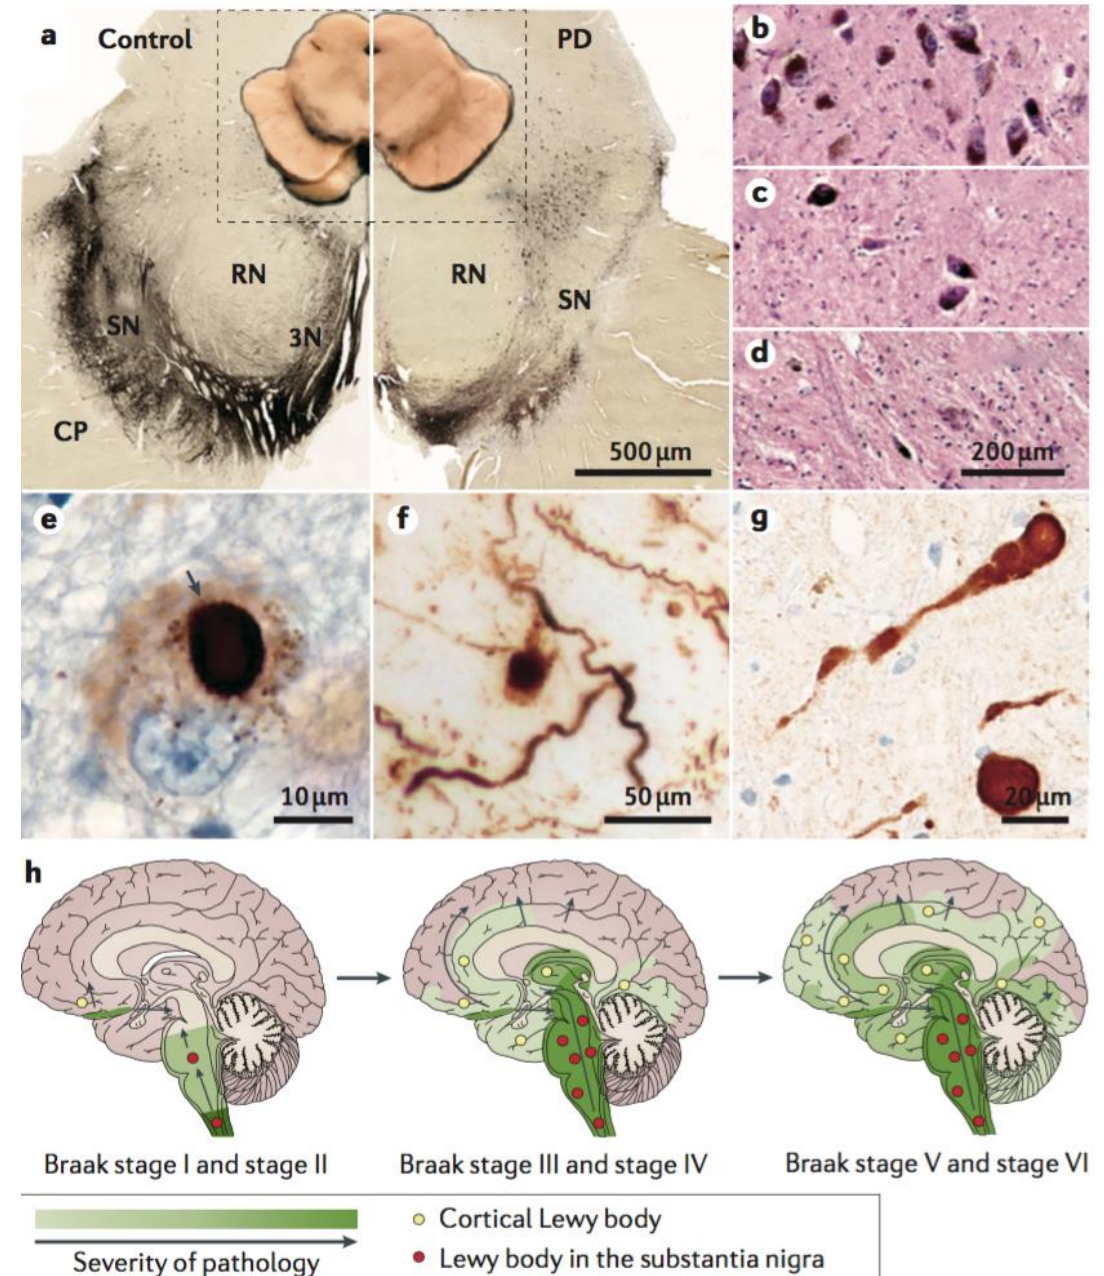 a
Control
PD
RN
SN
3N
CP
RN
SN
500 µm
b
c
d
200 µm
e
10 µm
f
50 µm
g
20 µm
h
Braak stage I and stage II
Braak stage III and stage IV
Braak stage V and stage VI
Severity of pathology
Cortical Lewy body
Lewy body in the substantia nigra